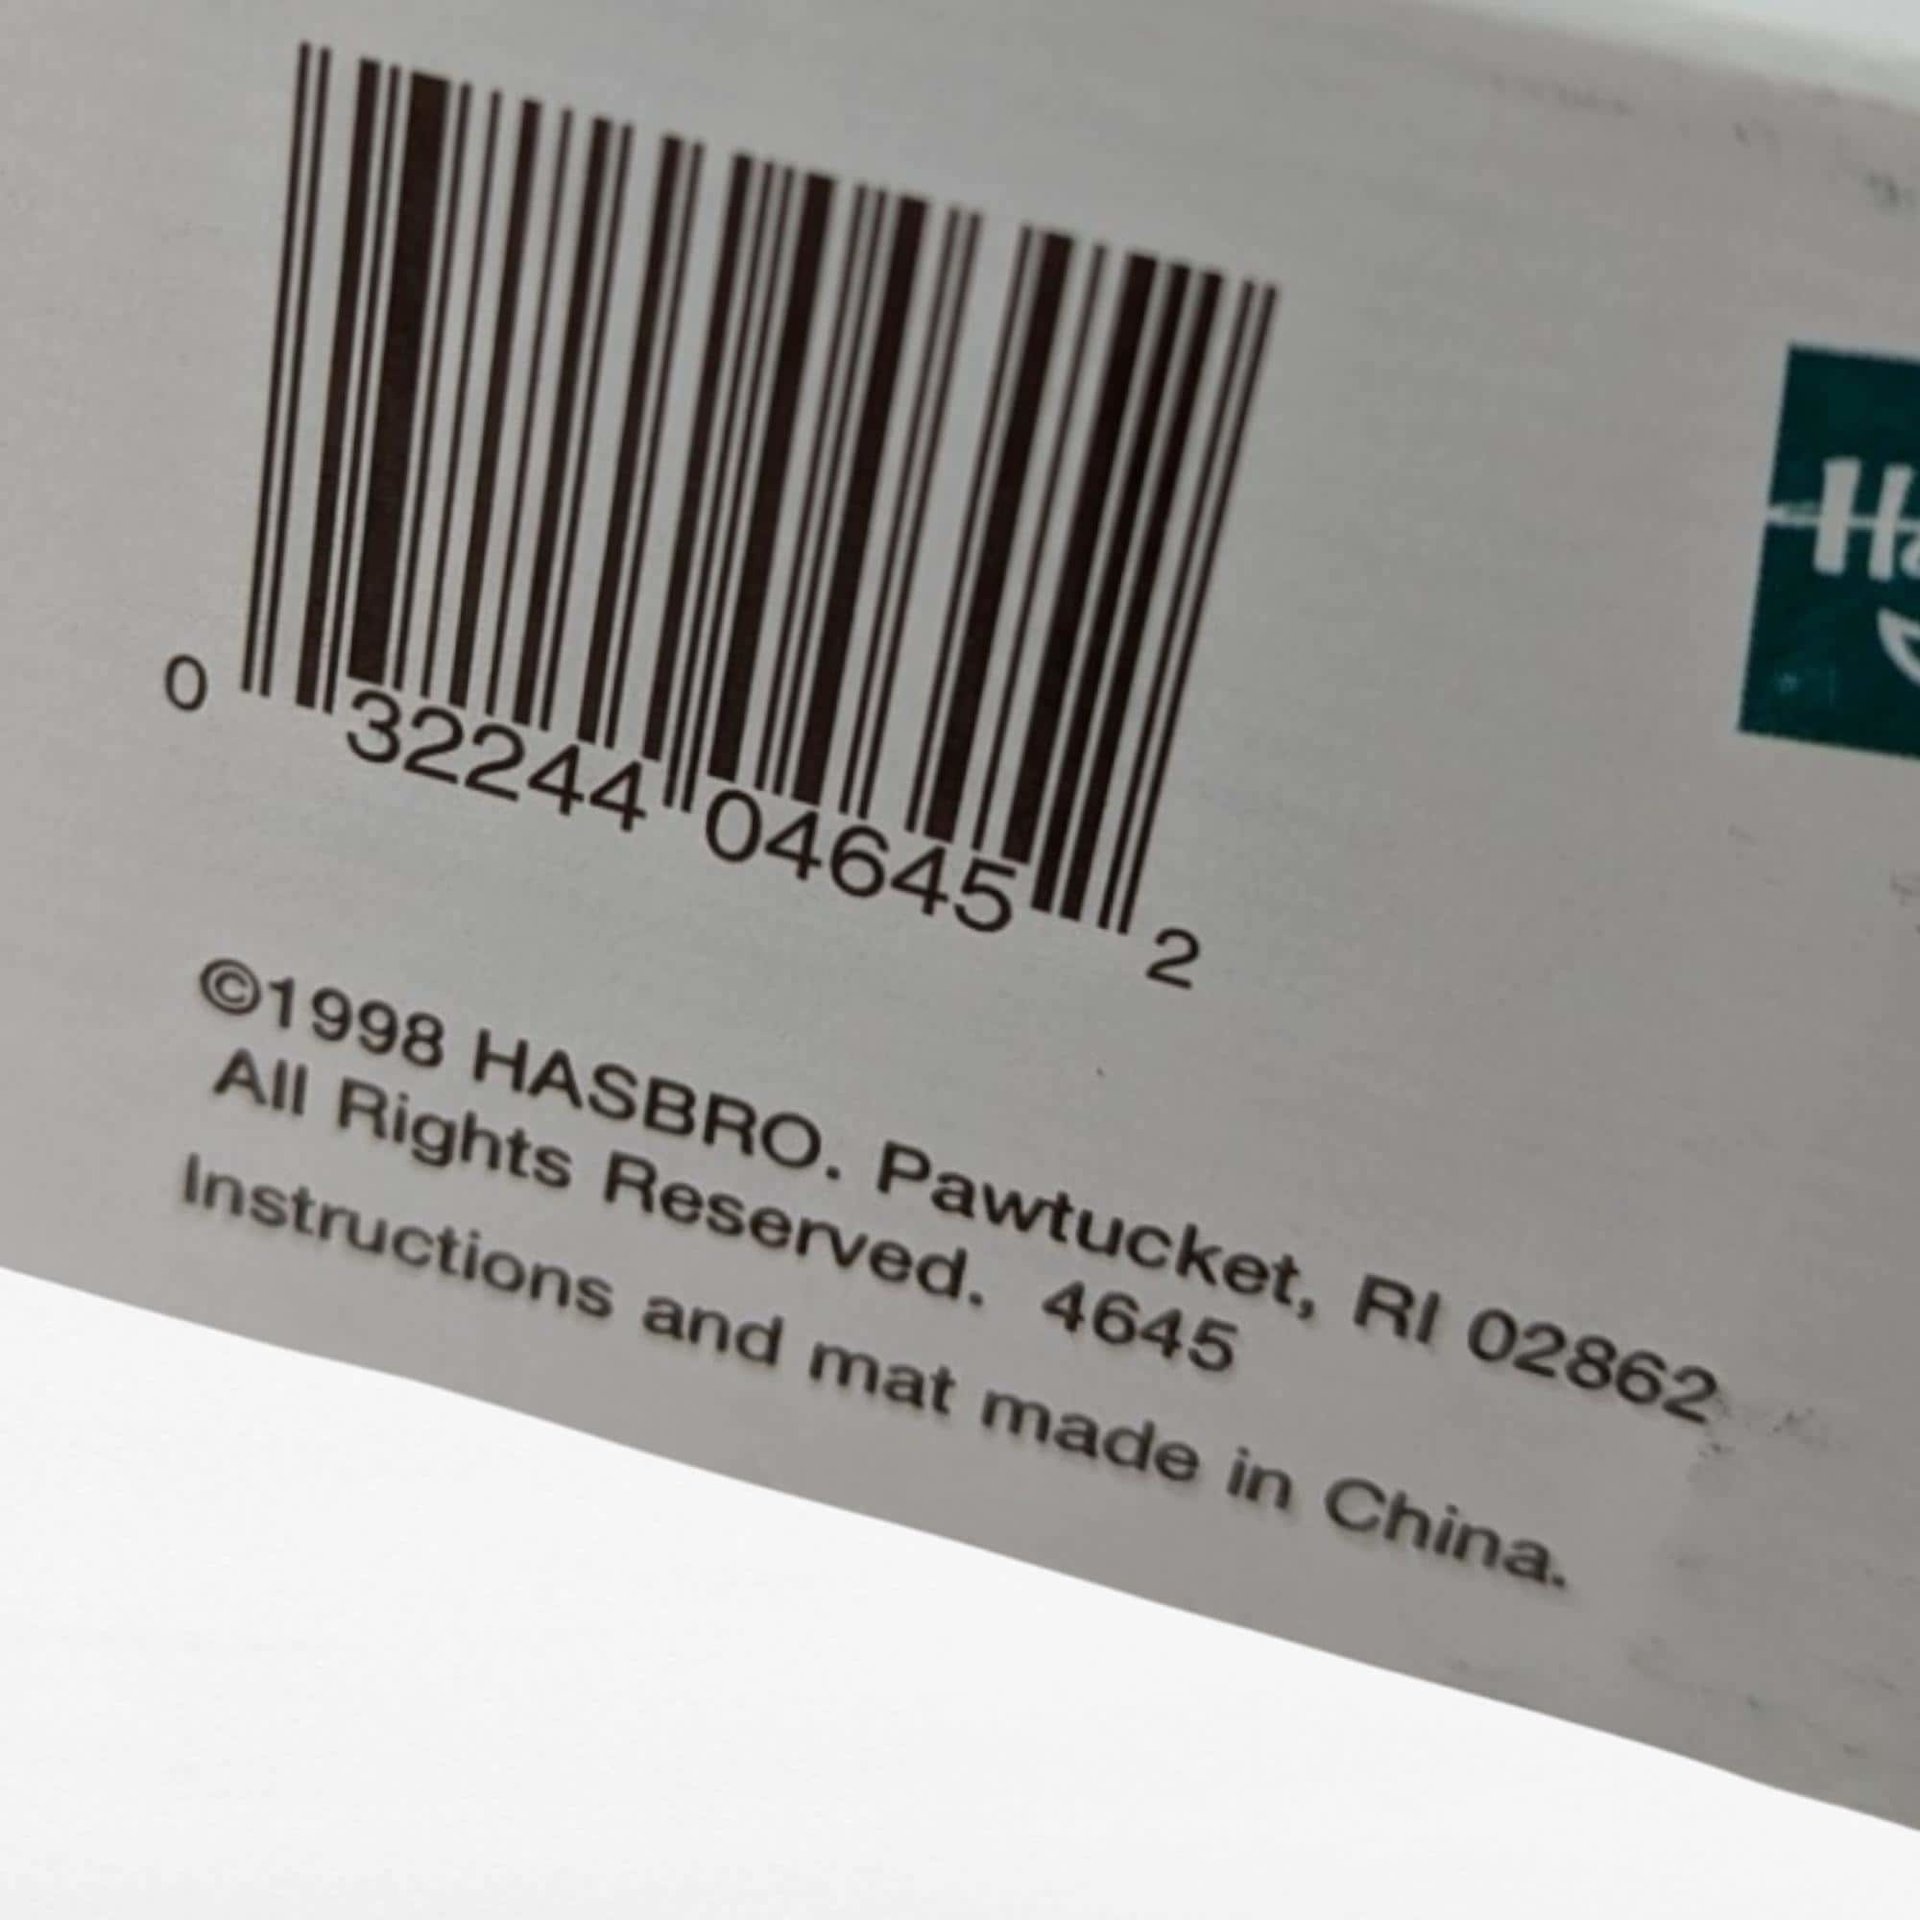 0 32244 04645 2
©1998 HASBRO. Pawtucket, RI 02862
All Rights Reserved. 4645
Instructions and mat made in China.